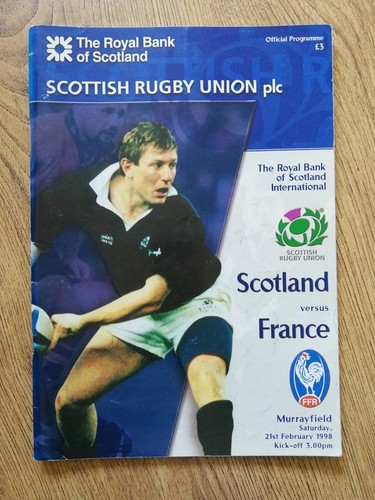 The Royal Bank
of Scotland
Official Programme
£3
SCOTTISH RUGBY UNION plc
The Royal Bank
of Scotland
International
SCOTTISH
RUGBY UNION
Scotland
versus
France
FFR
Murrayfield
Saturday,
21st February 1998
Kick-off 3.00pm